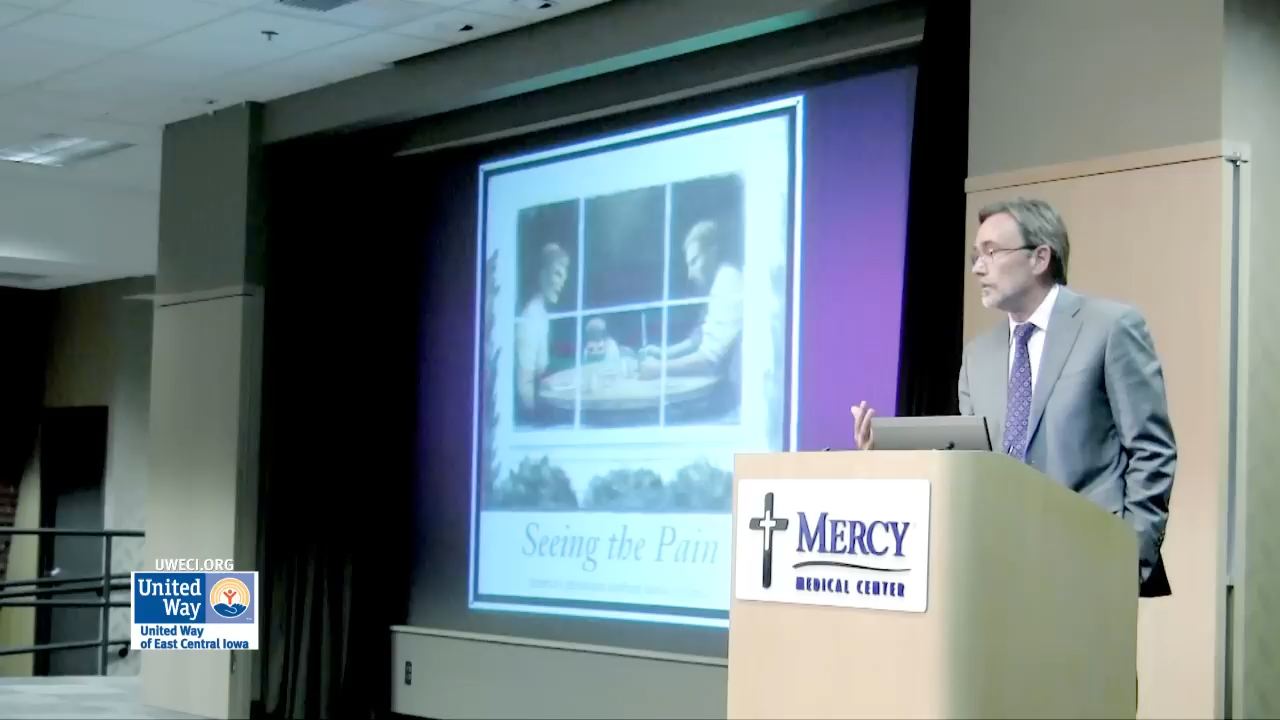 Seeing the Pain
MERCY
MEDICAL CENTER
UWECI.ORG
United
Way
United Way
of East Central Iowa